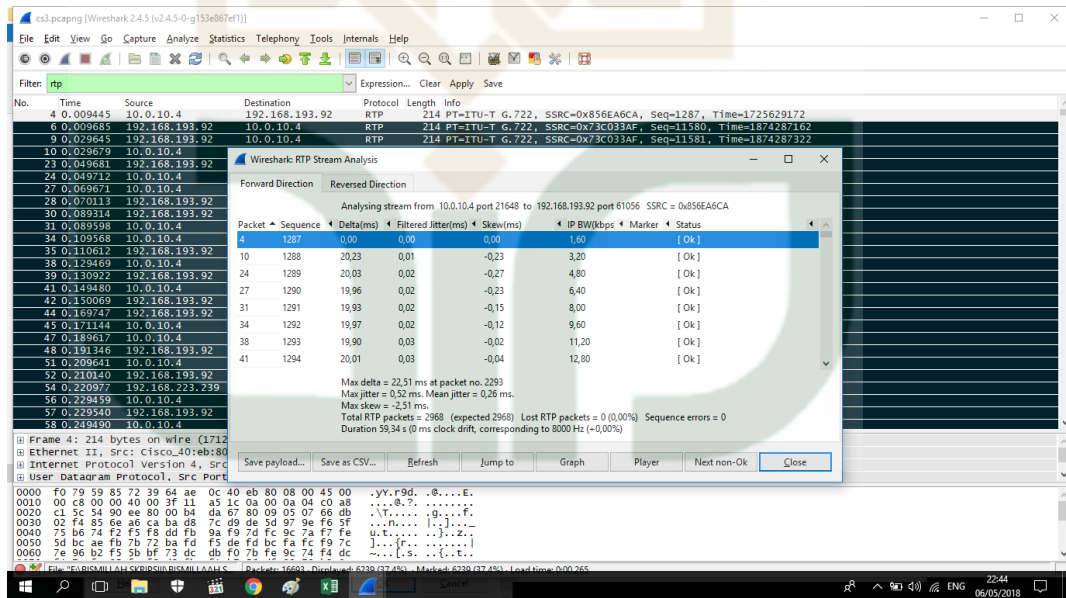 cs3.pcapng [Wireshark 2.4.5 (v2.4.5-0-g153e867ef1)]
File Edit View Go Capture Analyze Statistics Telephony Tools Internals Help
Filter: rtp Expression... Clear Apply Save
No. Time Source Destination Protocol Length Info
4 0.009445 10.0.10.4 192.168.193.92 RTP 214 PT=ITU-T G.722, SSRC=0x856EA6CA, Seq=1287, Time=1725629172
6 0.009685 192.168.193.92 10.0.10.4 RTP 214 PT=ITU-T G.722, SSRC=0x73C033AF, Seq=11580, Time=1874287162
9 0.029645 192.168.193.92 10.0.10.4 RTP 214 PT=ITU-T G.722, SSRC=0x73C033AF, Seq=11581, Time=1874287322
10 0.029679 10.0.10.4
23 0.049681 192.168.193.92
24 0.049712 10.0.10.4
27 0.069671 10.0.10.4
28 0.070113 192.168.193.92
30 0.089314 192.168.193.92
31 0.089598 10.0.10.4
34 0.109568 10.0.10.4
35 0.110612 192.168.193.92
38 0.129469 10.0.10.4
39 0.130922 192.168.193.92
41 0.149480 10.0.10.4
42 0.150069 192.168.193.92
44 0.169747 192.168.193.92
45 0.171144 10.0.10.4
47 0.189617 10.0.10.4
48 0.191346 192.168.193.92
51 0.209641 10.0.10.4
52 0.210140 192.168.193.92
54 0.220977 192.168.223.239
56 0.229459 10.0.10.4
57 0.229540 192.168.193.92
58 0.249490 10.0.10.4
Wireshark: RTP Stream Analysis
Forward Direction Reversed Direction
Analysing stream from 10.0.10.4 port 21648 to 192.168.193.92 port 61056 SSRC = 0x856EA6CA
Packet Sequence Delta(ms) Filtered Jitter(ms) Skew(ms) IP BW(kbps Marker Status
4 1287 0,00 0,00 0,00 1,60 [ Ok ]
10 1288 20,23 0,01 -0,23 3,20 [ Ok ]
24 1289 20,03 0,02 -0,27 4,80 [ Ok ]
27 1290 19,96 0,02 -0,23 6,40 [ Ok ]
31 1291 19,93 0,02 -0,15 8,00 [ Ok ]
34 1292 19,97 0,02 -0,12 9,60 [ Ok ]
38 1293 19,90 0,03 -0,02 11,20 [ Ok ]
41 1294 20,01 0,03 -0,04 12,80 [ Ok ]
Max delta = 22,51 ms at packet no. 2293
Max jitter = 0,52 ms. Mean jitter = 0,26 ms.
Max skew = -2,51 ms.
Total RTP packets = 2968 (expected 2968) Lost RTP packets = 0 (0,00%) Sequence errors = 0
Duration 59,34 s (0 ms clock drift, corresponding to 8000 Hz (+0,00%)
Save payload... Save as CSV... Refresh Jump to Graph Player Next non-Ok Close
Frame 4: 214 bytes on wire (1712
Ethernet II, Src: Cisco_40:eb:80
Internet Protocol Version 4, Src
User Datagram Protocol, Src Port
0000 f0 79 59 85 72 39 64 ae 0c 40 eb 80 08 00 45 00 .yY.r9d. .@....E.
0010 00 c8 00 00 40 00 3f 11 a5 1c 0a 00 0a 04 c0 a8 ....@.?. ........
0020 c1 5c 54 90 ee 80 00 b4 da 67 80 09 05 07 66 db .\T..... .g....f.
0030 02 f4 85 6e a6 ca ba d8 7c d9 de 5d 97 9e f6 5f ...n.... |..]..._
0040 75 b6 74 f2 f5 f8 dd fb 9a f9 7d fc 9c 7a f7 fe u.t..... ..}..z..
0050 5d bc ae fb 7b 72 ba fd f5 de fd bc fa fc f9 7c ]...{r.. .......|
0060 7e 96 b2 f5 5b bf 73 dc db f0 7b fe 9c 74 f4 dc ~...[.s. ..{..t..
File: "E:\BISMILLAH SKRIPSII\BISMILLAAH S... Packets: 16693 · Displayed: 6239 (37,4%) · Marked: 6239 (37,4%) · Load time: 0:00.265
Cancel
ENG 22:44
06/05/2018